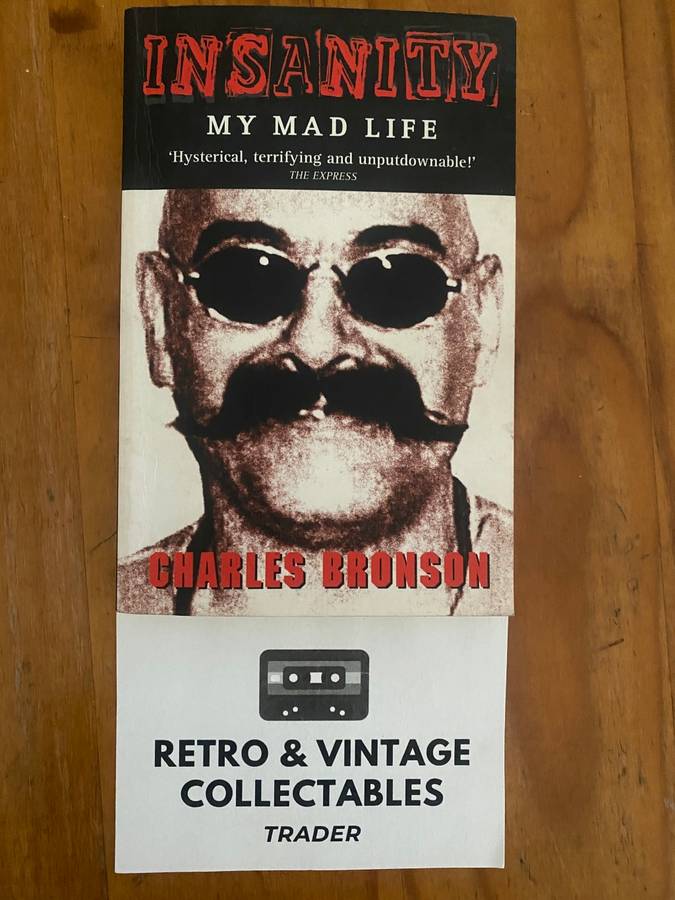 INSANITY
MY MAD LIFE
‘Hysterical, terrifying and unputdownable!’
THE EXPRESS
CHARLES BRONSON
RETRO & VINTAGE
COLLECTABLES
TRADER